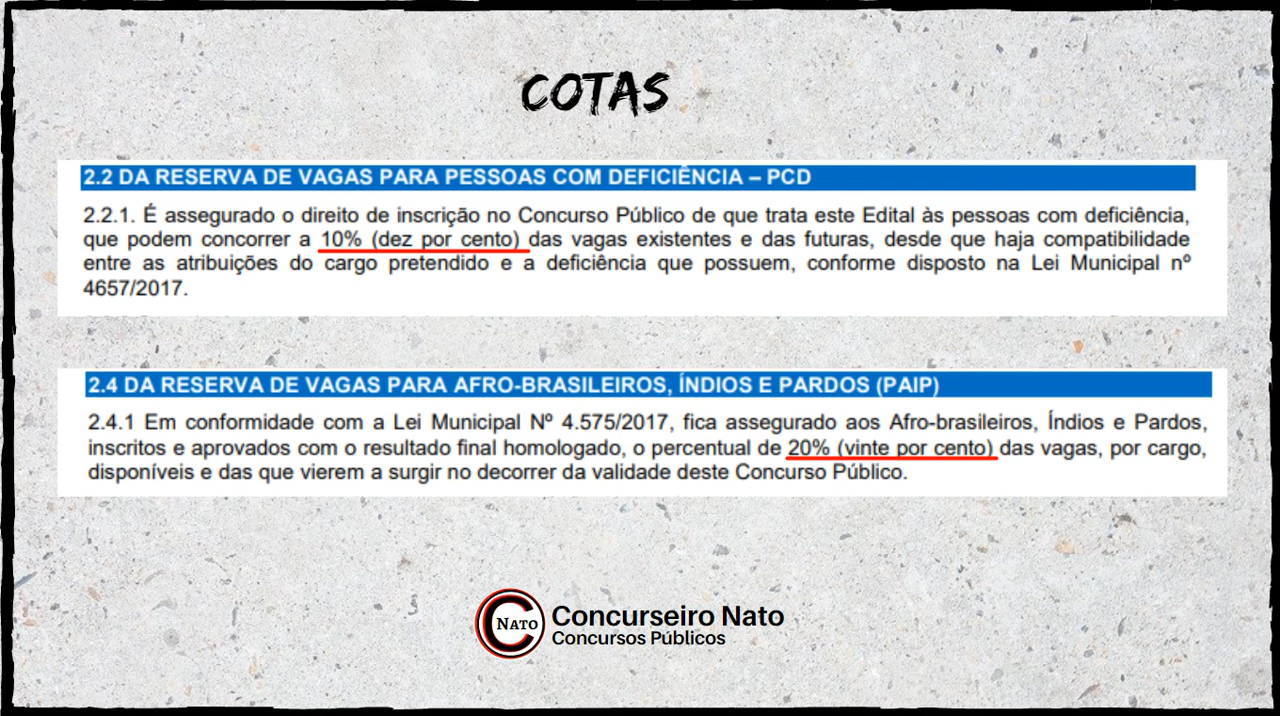 COTAS
2.2 DA RESERVA DE VAGAS PARA PESSOAS COM DEFICIÊNCIA – PCD
2.2.1. É assegurado o direito de inscrição no Concurso Público de que trata este Edital às pessoas com deficiência,
que podem concorrer a 10% (dez por cento) das vagas existentes e das futuras, desde que haja compatibilidade
entre as atribuições do cargo pretendido e a deficiência que possuem, conforme disposto na Lei Municipal nº
4657/2017.
2.4 DA RESERVA DE VAGAS PARA AFRO-BRASILEIROS, ÍNDIOS E PARDOS (PAIP)
2.4.1 Em conformidade com a Lei Municipal Nº 4.575/2017, fica assegurado aos Afro-brasileiros, Índios e Pardos,
inscritos e aprovados com o resultado final homologado, o percentual de 20% (vinte por cento) das vagas, por cargo,
disponíveis e das que vierem a surgir no decorrer da validade deste Concurso Público.
C NATO
Concurseiro Nato
Concursos Públicos